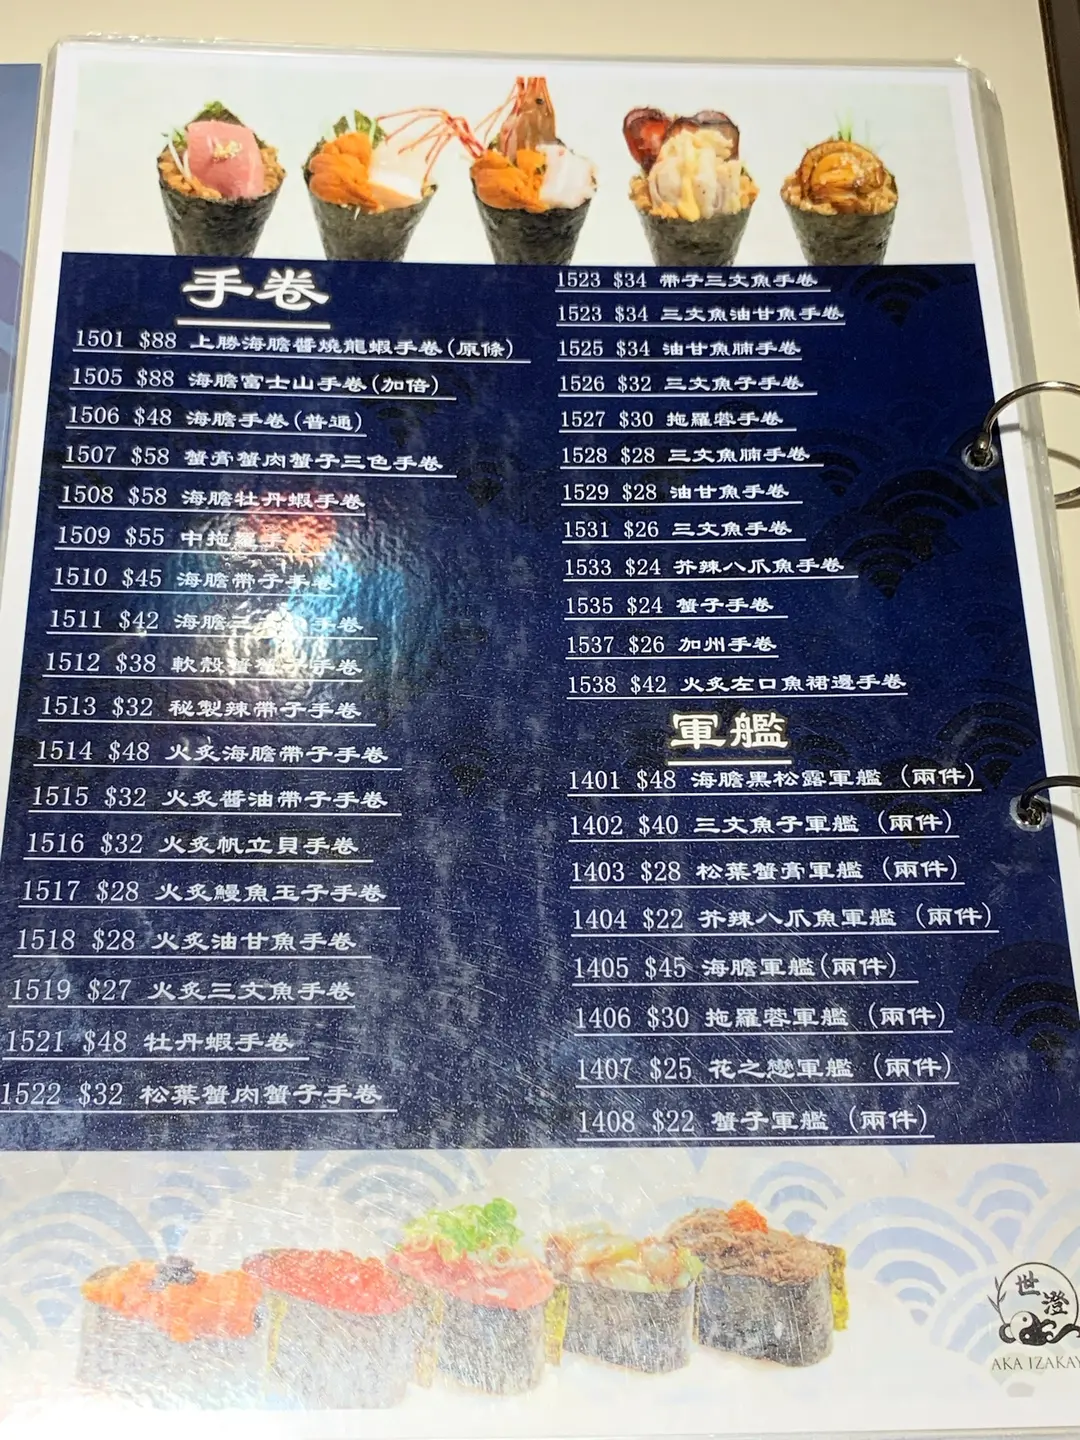 手卷
1501 $88 上勝海膽醬燒龍蝦手卷(原條)
1505 $88 海膽富士山手卷(加倍)
1506 $48 海膽手卷(普通)
1507 $58 蟹膏蟹肉蟹子三色手卷
1508 $58 海膽牡丹蝦手卷
1509 $55 中拖羅手卷
1510 $45 海膽帶子手卷
1511 $42 海膽三手卷
1512 $38 軟殼蟹蟹子手卷
1513 $32 秘製辣帶子手卷
1514 $48 火炙海膽帶子手卷
1515 $32 火炙醬油帶子手卷
1516 $32 火炙帆立貝手卷
1517 $28 火炙鰻魚玉子手卷
1518 $28 火炙油甘魚手卷
1519 $27 火炙三文魚手卷
1521 $48 牡丹蝦手卷
1522 $32 松葉蟹肉蟹子手卷
1523 $34 帶子三文魚手卷
1523 $34 三文魚油甘魚手卷
1525 $34 油甘魚腩手卷
1526 $32 三文魚子手卷
1527 $30 拖羅蓉手卷
1528 $28 三文魚腩手卷
1529 $28 油甘魚手卷
1531 $26 三文魚手卷
1533 $24 芥辣八爪魚手卷
1535 $24 蟹子手卷
1537 $26 加州手卷
1538 $42 火炙左口魚裙邊手卷
軍艦
1401 $48 海膽黑松露軍艦 (兩件)
1402 $40 三文魚子軍艦 (兩件)
1403 $28 松葉蟹膏軍艦 (兩件)
1404 $22 芥辣八爪魚軍艦 (兩件)
1405 $45 海膽軍艦(兩件)
1406 $30 拖羅蓉軍艦 (兩件)
1407 $25 花之戀軍艦 (兩件)
1408 $22 蟹子軍艦 (兩件)
世澄
AKA IZAKAY